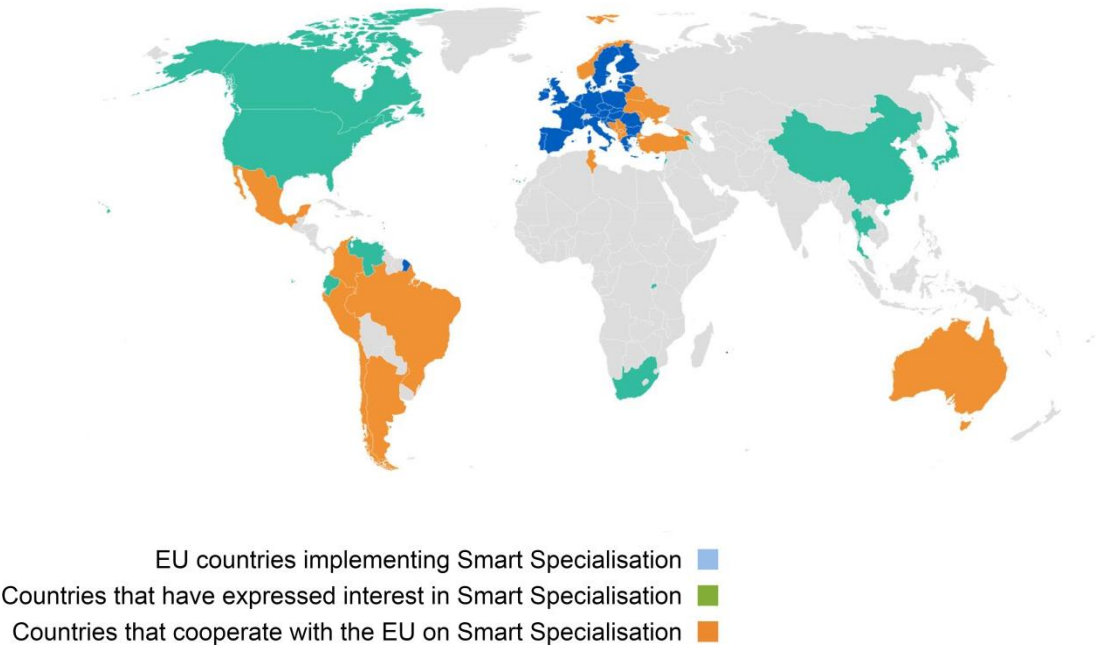 EU countries implementing Smart Specialisation
Countries that have expressed interest in Smart Specialisation
Countries that cooperate with the EU on Smart Specialisation